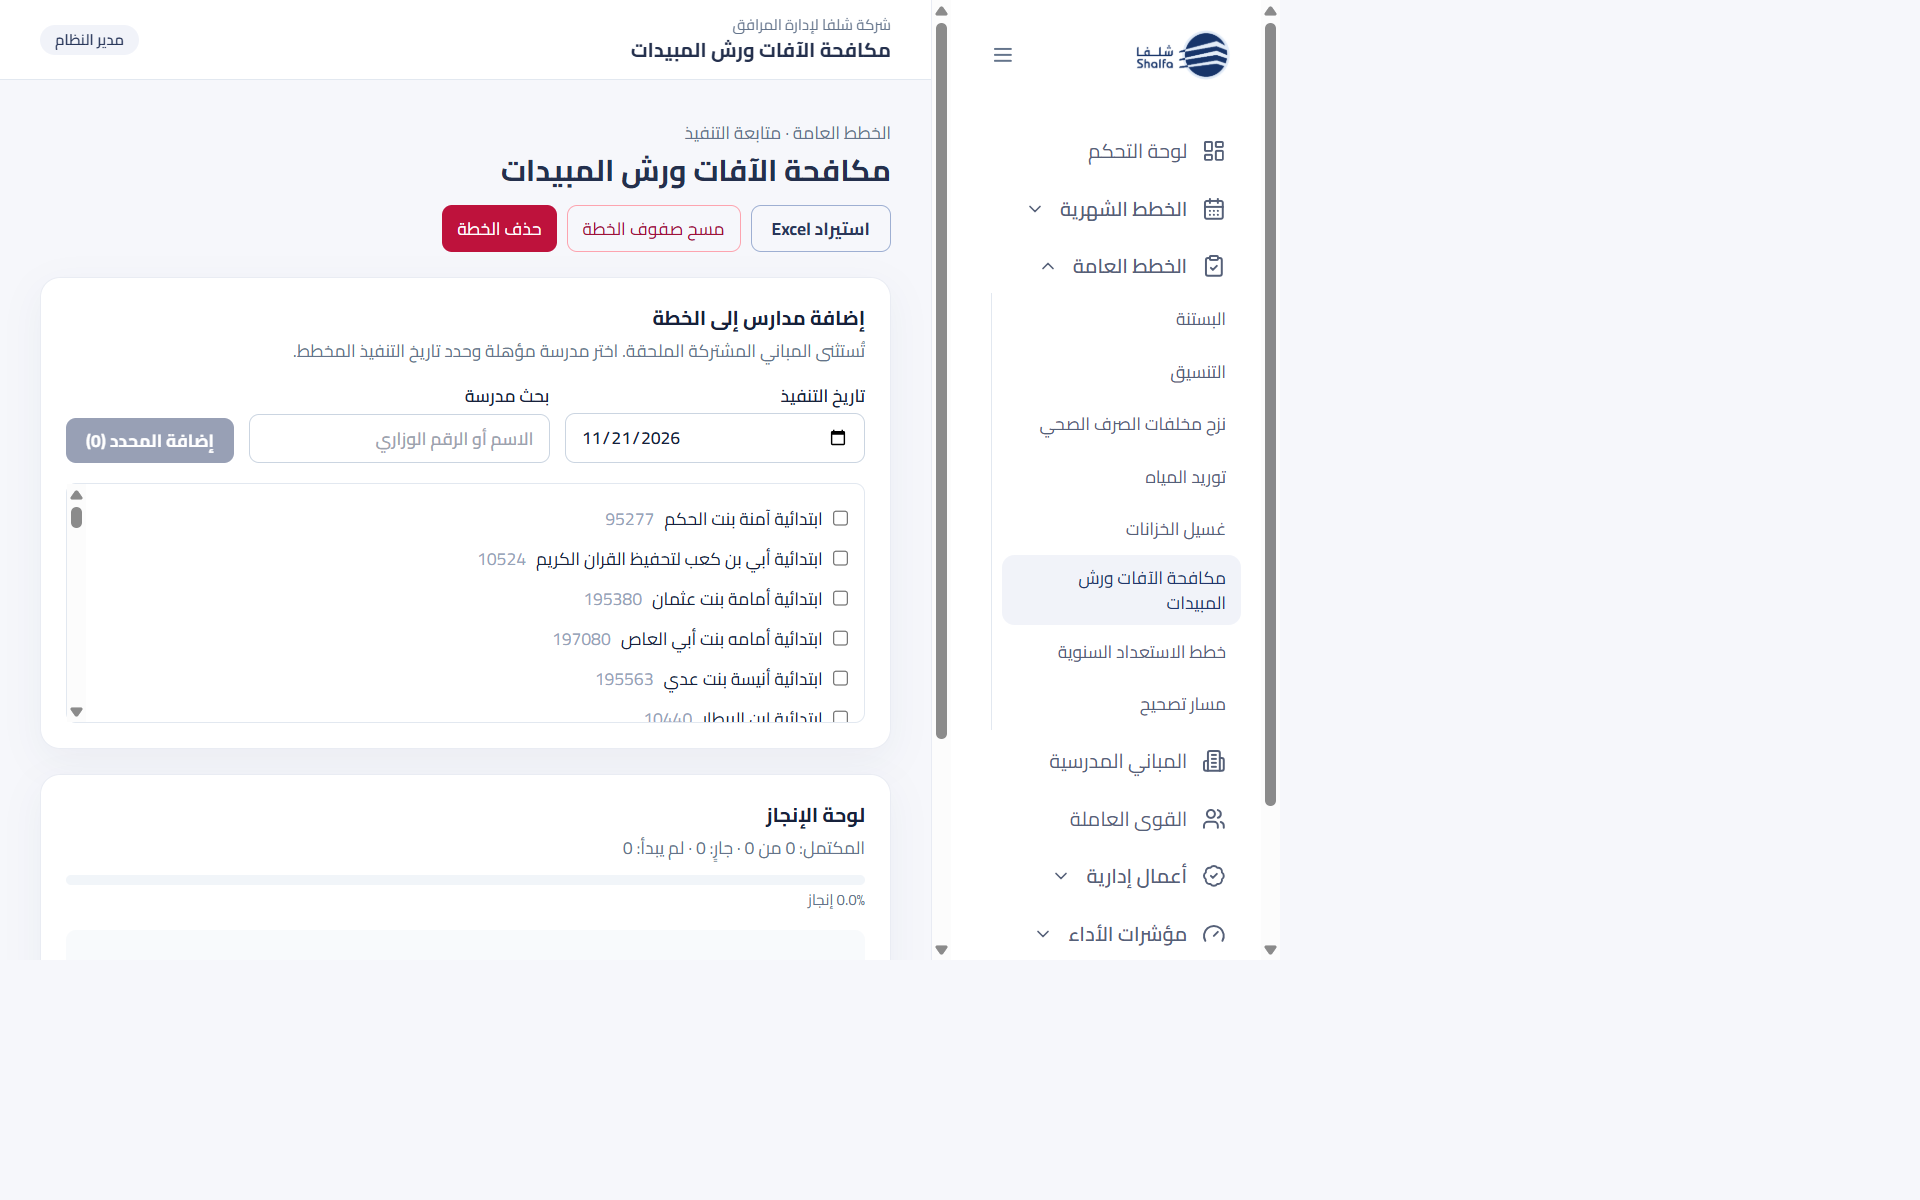 شلفا
Shalfa
لوحة التحكم
الخطط الشهرية
الخطط العامة
البستنة
التنسيق
نزح مخلفات الصرف الصحي
توريد المياه
غسيل الخزانات
مكافحة الآفات ورش
المبيدات
خطط الاستعداد السنوية
مسار تصحيح
المباني المدرسية
القوى العاملة
أعمال إدارية
مؤشرات الأداء
شركة شلفا لإدارة المرافق
مكافحة الآفات ورش المبيدات
مدير النظام
الخطط العامة · متابعة التنفيذ
مكافحة الآفات ورش المبيدات
استيراد Excel
مسح صفوف الخطة
حذف الخطة
إضافة مدارس إلى الخطة
تُستثنى المباني المشتركة الملحقة. اختر مدرسة مؤهلة وحدد تاريخ التنفيذ المخطط.
تاريخ التنفيذ
11/21/2026
بحث مدرسة
الاسم أو الرقم الوزاري
إضافة المحدد (0)
ابتدائية آمنة بنت الحكم 95277
ابتدائية أبي بن كعب لتحفيظ القران الكريم 10524
ابتدائية أمامة بنت عثمان 195380
ابتدائية أمامه بنت أبي العاص 197080
ابتدائية أنيسة بنت عدي 195563
ابتدائية ابن البيطار 10440
لوحة الإنجاز
المكتمل: 0 من 0 · جارٍ: 0 · لم يبدأ: 0
0.0% إنجاز